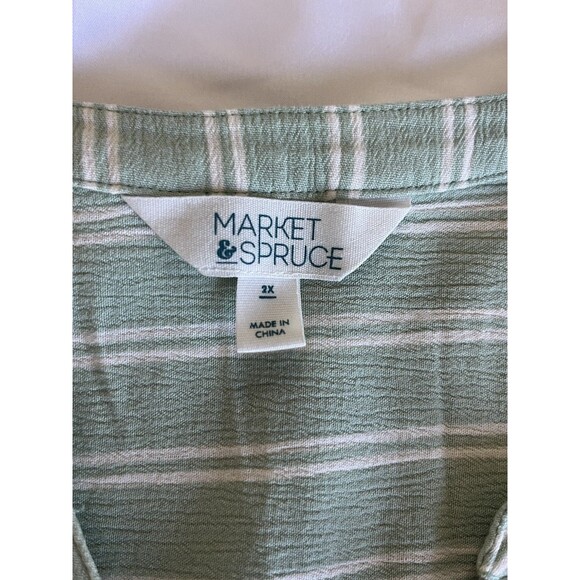 MARKET
& SPRUCE
2X
MADE IN
CHINA